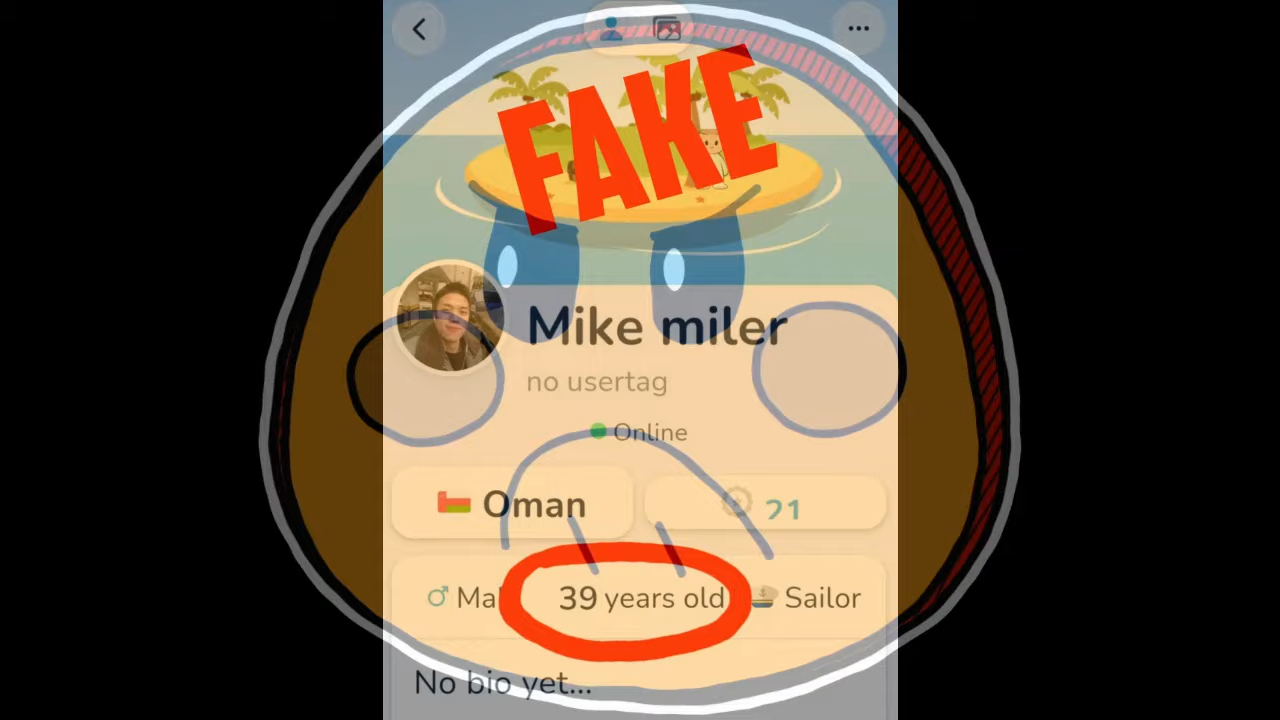 FAKE
Mike miler
no usertag
Online
Oman 21
Mal 39 years old Sailor
No bio yet...